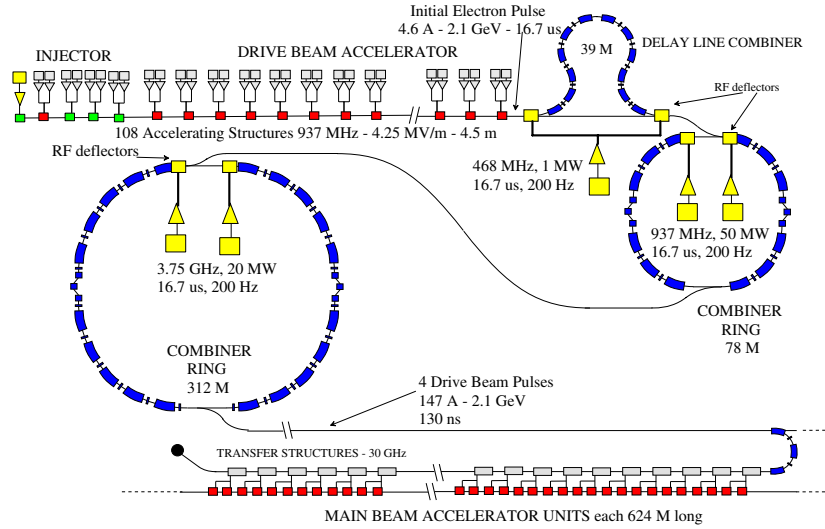 Initial Electron Pulse
4.6 A - 2.1 GeV - 16.7 us
INJECTOR
DRIVE BEAM ACCELERATOR
39 M
DELAY LINE COMBINER
RF deflectors
108 Accelerating Structures 937 MHz - 4.25 MV/m - 4.5 m
RF deflectors
468 MHz, 1 MW
16.7 us, 200 Hz
937 MHz, 50 MW
16.7 us, 200 Hz
3.75 GHz, 20 MW
16.7 us, 200 Hz
COMBINER
RING
78 M
COMBINER
RING
312 M
4 Drive Beam Pulses
147 A - 2.1 GeV
130 ns
TRANSFER STRUCTURES - 30 GHz
MAIN BEAM ACCELERATOR UNITS each 624 M long